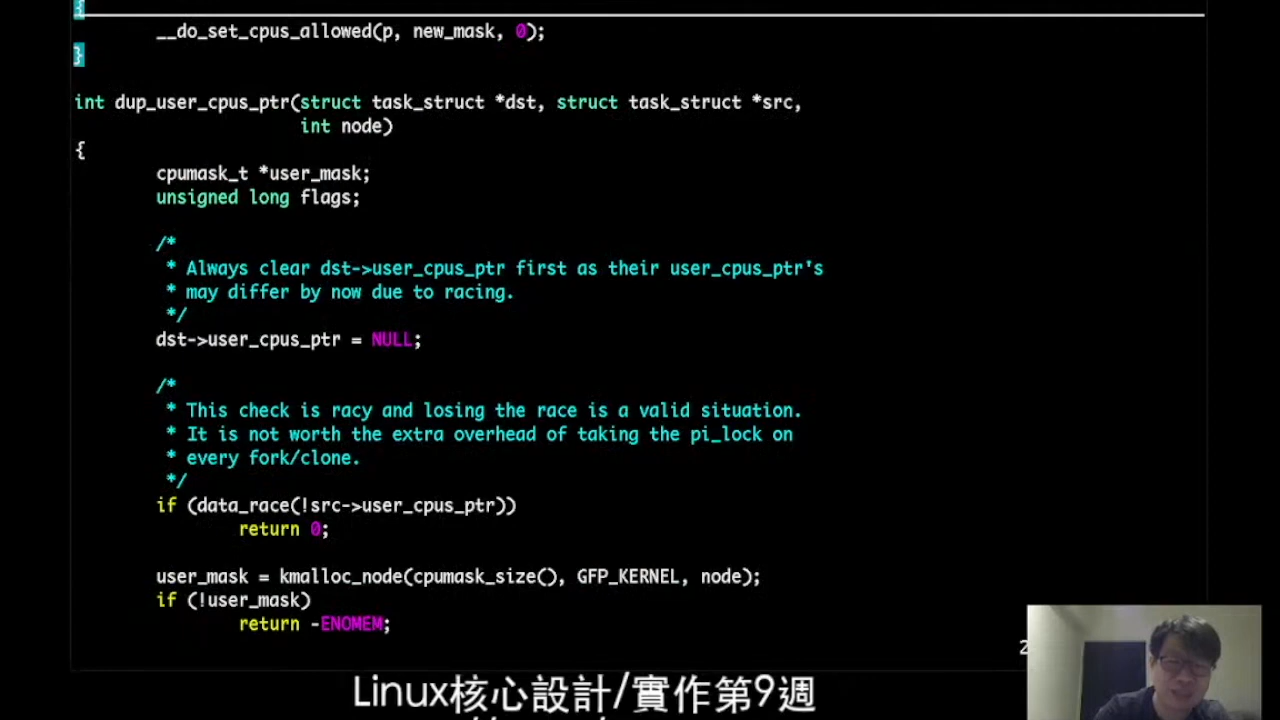 {
__do_set_cpus_allowed(p, new_mask, 0);
}
int dup_user_cpus_ptr(struct task_struct *dst, struct task_struct *src,
int node)
{
cpumask_t *user_mask;
unsigned long flags;
/*
* Always clear dst->user_cpus_ptr first as their user_cpus_ptr's
* may differ by now due to racing.
*/
dst->user_cpus_ptr = NULL;
/*
* This check is racy and losing the race is a valid situation.
* It is not worth the extra overhead of taking the pi_lock on
* every fork/clone.
*/
if (data_race(!src->user_cpus_ptr))
return 0;
user_mask = kmalloc_node(cpumask_size(), GFP_KERNEL, node);
if (!user_mask)
return -ENOMEM;
Linux核心設計/實作第9週